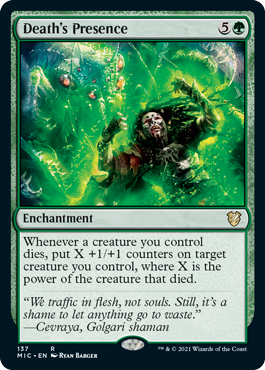 Death's Presence 5
Enchantment
Whenever a creature you control
dies, put X +1/+1 counters on target
creature you control, where X is the
power of the creature that died.
“We traffic in flesh, not souls. Still, it’s a
shame to let anything go to waste.”
—Cevraya, Golgari shaman
137 R
MIC • EN Ryan Barger ™ & © 2021 Wizards of the Coast